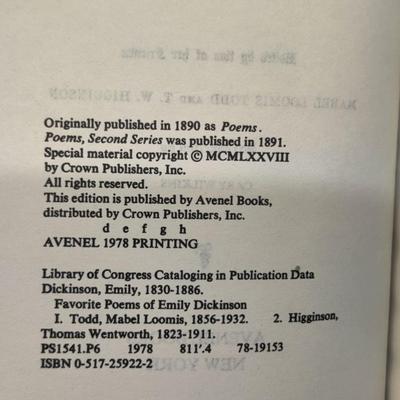 Originally published in 1890 as Poems.
Poems, Second Series was published in 1891.
Special material copyright © MCMLXXVIII
by Crown Publishers, Inc.
All rights reserved.
This edition is published by Avenel Books,
distributed by Crown Publishers, Inc.
d e f g h
AVENEL 1978 PRINTING
Library of Congress Cataloging in Publication Data
Dickinson, Emily, 1830-1886.
Favorite Poems of Emily Dickinson
I. Todd, Mabel Loomis, 1856-1932. 2. Higginson,
Thomas Wentworth, 1823-1911.
PS1541.P6 1978 811'.4 78-19153
ISBN 0-517-25922-2